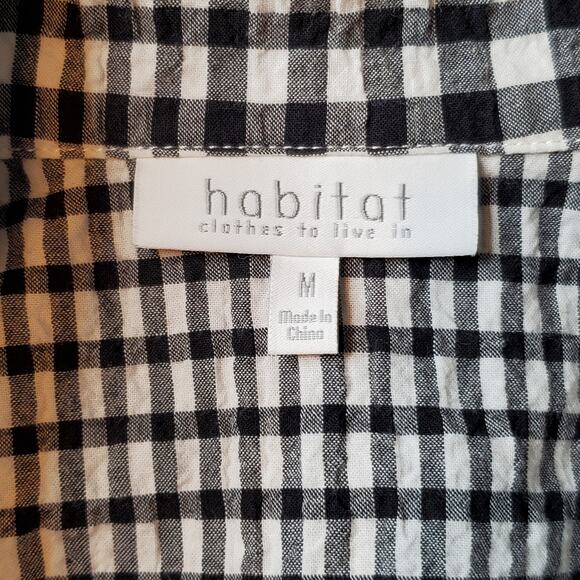 habitat
clothes to live in
M
Made In
China